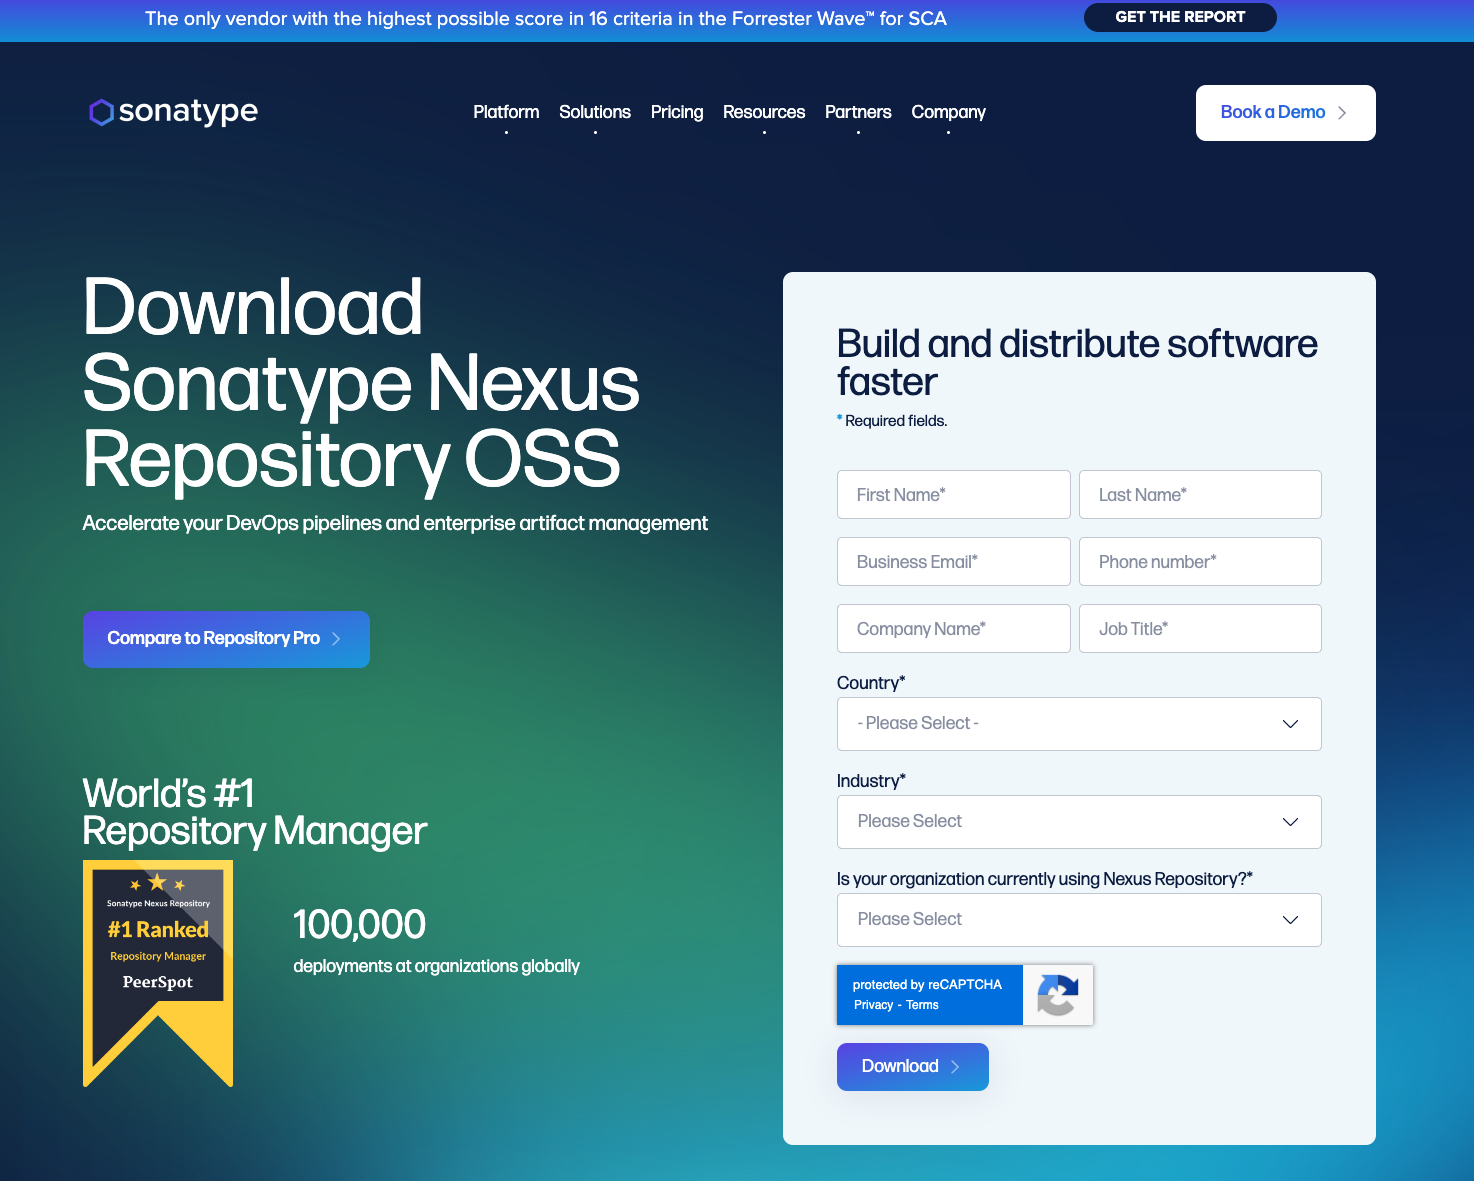 The only vendor with the highest possible score in 16 criteria in the Forrester Wave™ for SCA
GET THE REPORT
sonatype
Platform
Solutions
Pricing
Resources
Partners
Company
Book a Demo
Download
Sonatype Nexus
Repository OSS
Accelerate your DevOps pipelines and enterprise artifact management
Compare to Repository Pro
World's #1
Repository Manager
Sonatype Nexus Repository
#1 Ranked
Repository Manager
PeerSpot
100,000
deployments at organizations globally
Build and distribute software
faster
* Required fields.
First Name*
Last Name*
Business Email*
Phone number*
Company Name*
Job Title*
Country*
- Please Select -
Industry*
Please Select
Is your organization currently using Nexus Repository?*
Please Select
protected by reCAPTCHA
Privacy - Terms
Download